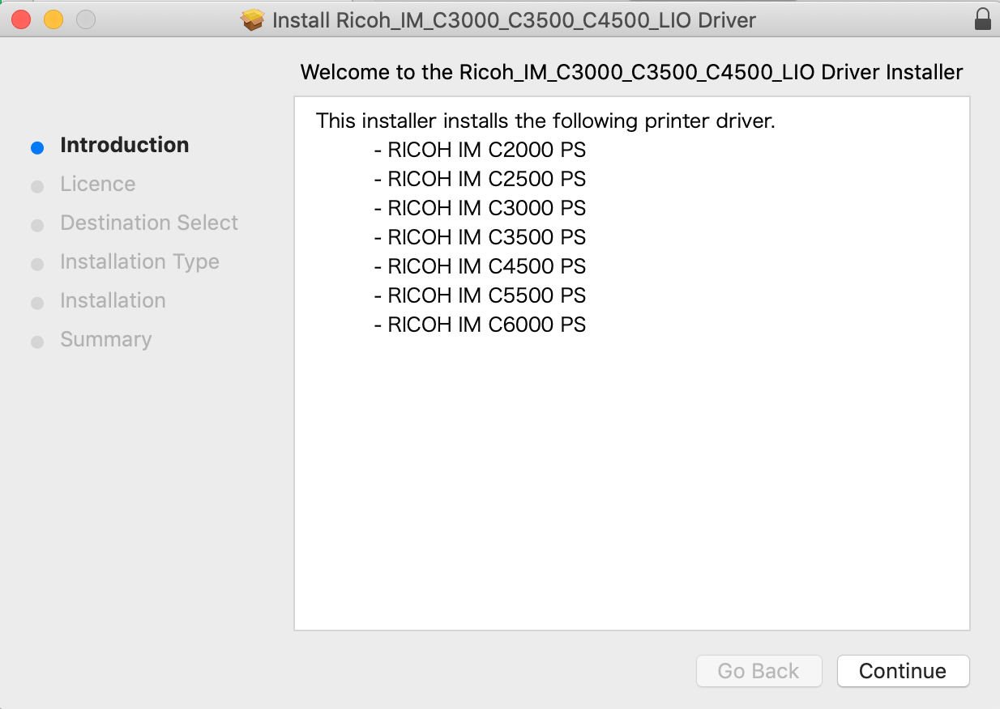 Install Ricoh_IM_C3000_C3500_C4500_LIO Driver
Welcome to the Ricoh_IM_C3000_C3500_C4500_LIO Driver Installer
Introduction
Licence
Destination Select
Installation Type
Installation
Summary
This installer installs the following printer driver.
- RICOH IM C2000 PS
- RICOH IM C2500 PS
- RICOH IM C3000 PS
- RICOH IM C3500 PS
- RICOH IM C4500 PS
- RICOH IM C5500 PS
- RICOH IM C6000 PS
Go Back
Continue